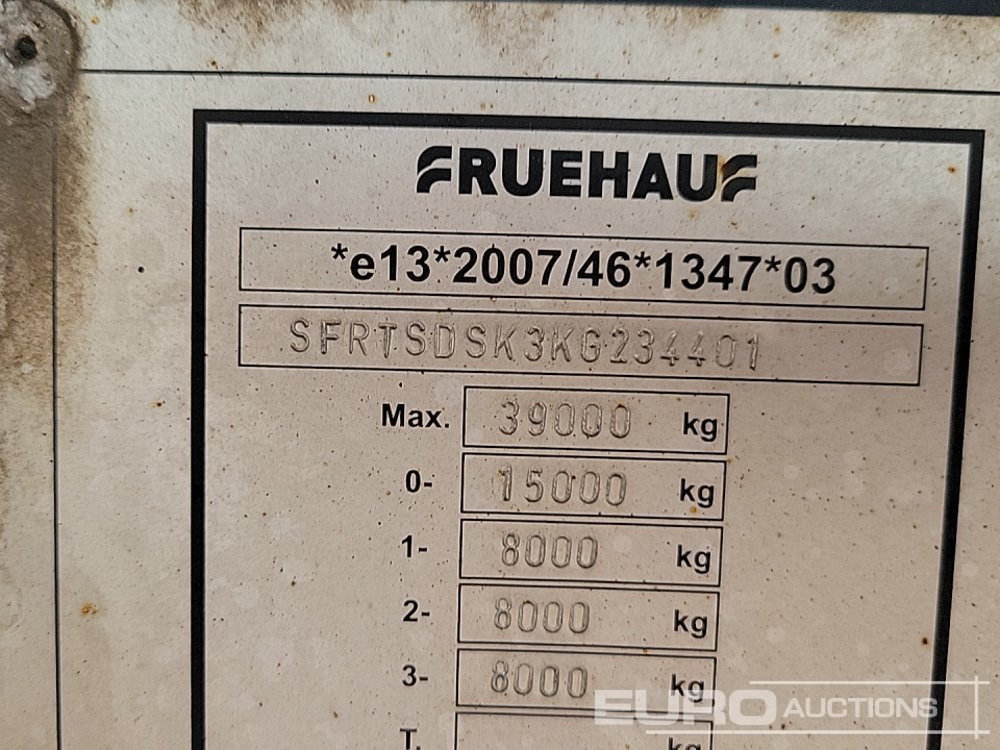 FRUEHAUF
*e13*2007/46*1347*03
SFRTSDSK3KG234401
Max. 39000 kg
0- 15000 kg
1- 8000 kg
2- 8000 kg
3- 8000 kg
T. kg
EURO AUCTIONS